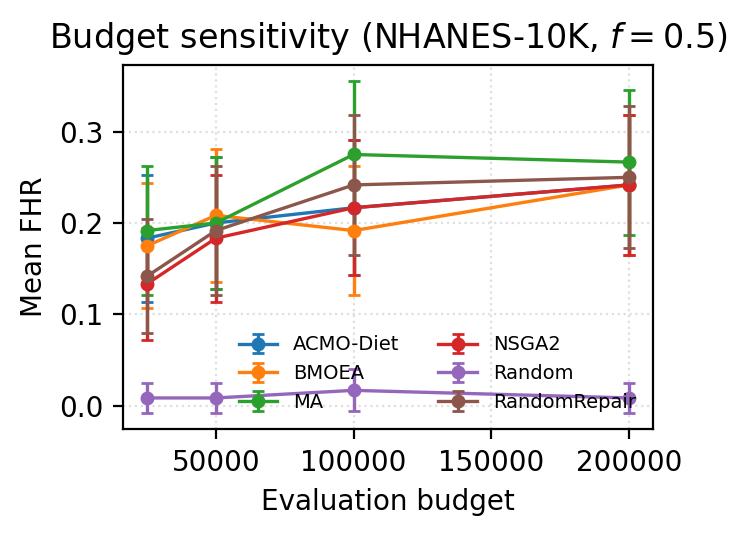 Budget sensitivity (NHANES-10K, f = 0.5)
Mean FHR
0.3
0.2
0.1
0.0
ACMO-Diet
BMOEA
MA
NSGA2
Random
RandomRepair
50000 100000 150000 200000
Evaluation budget